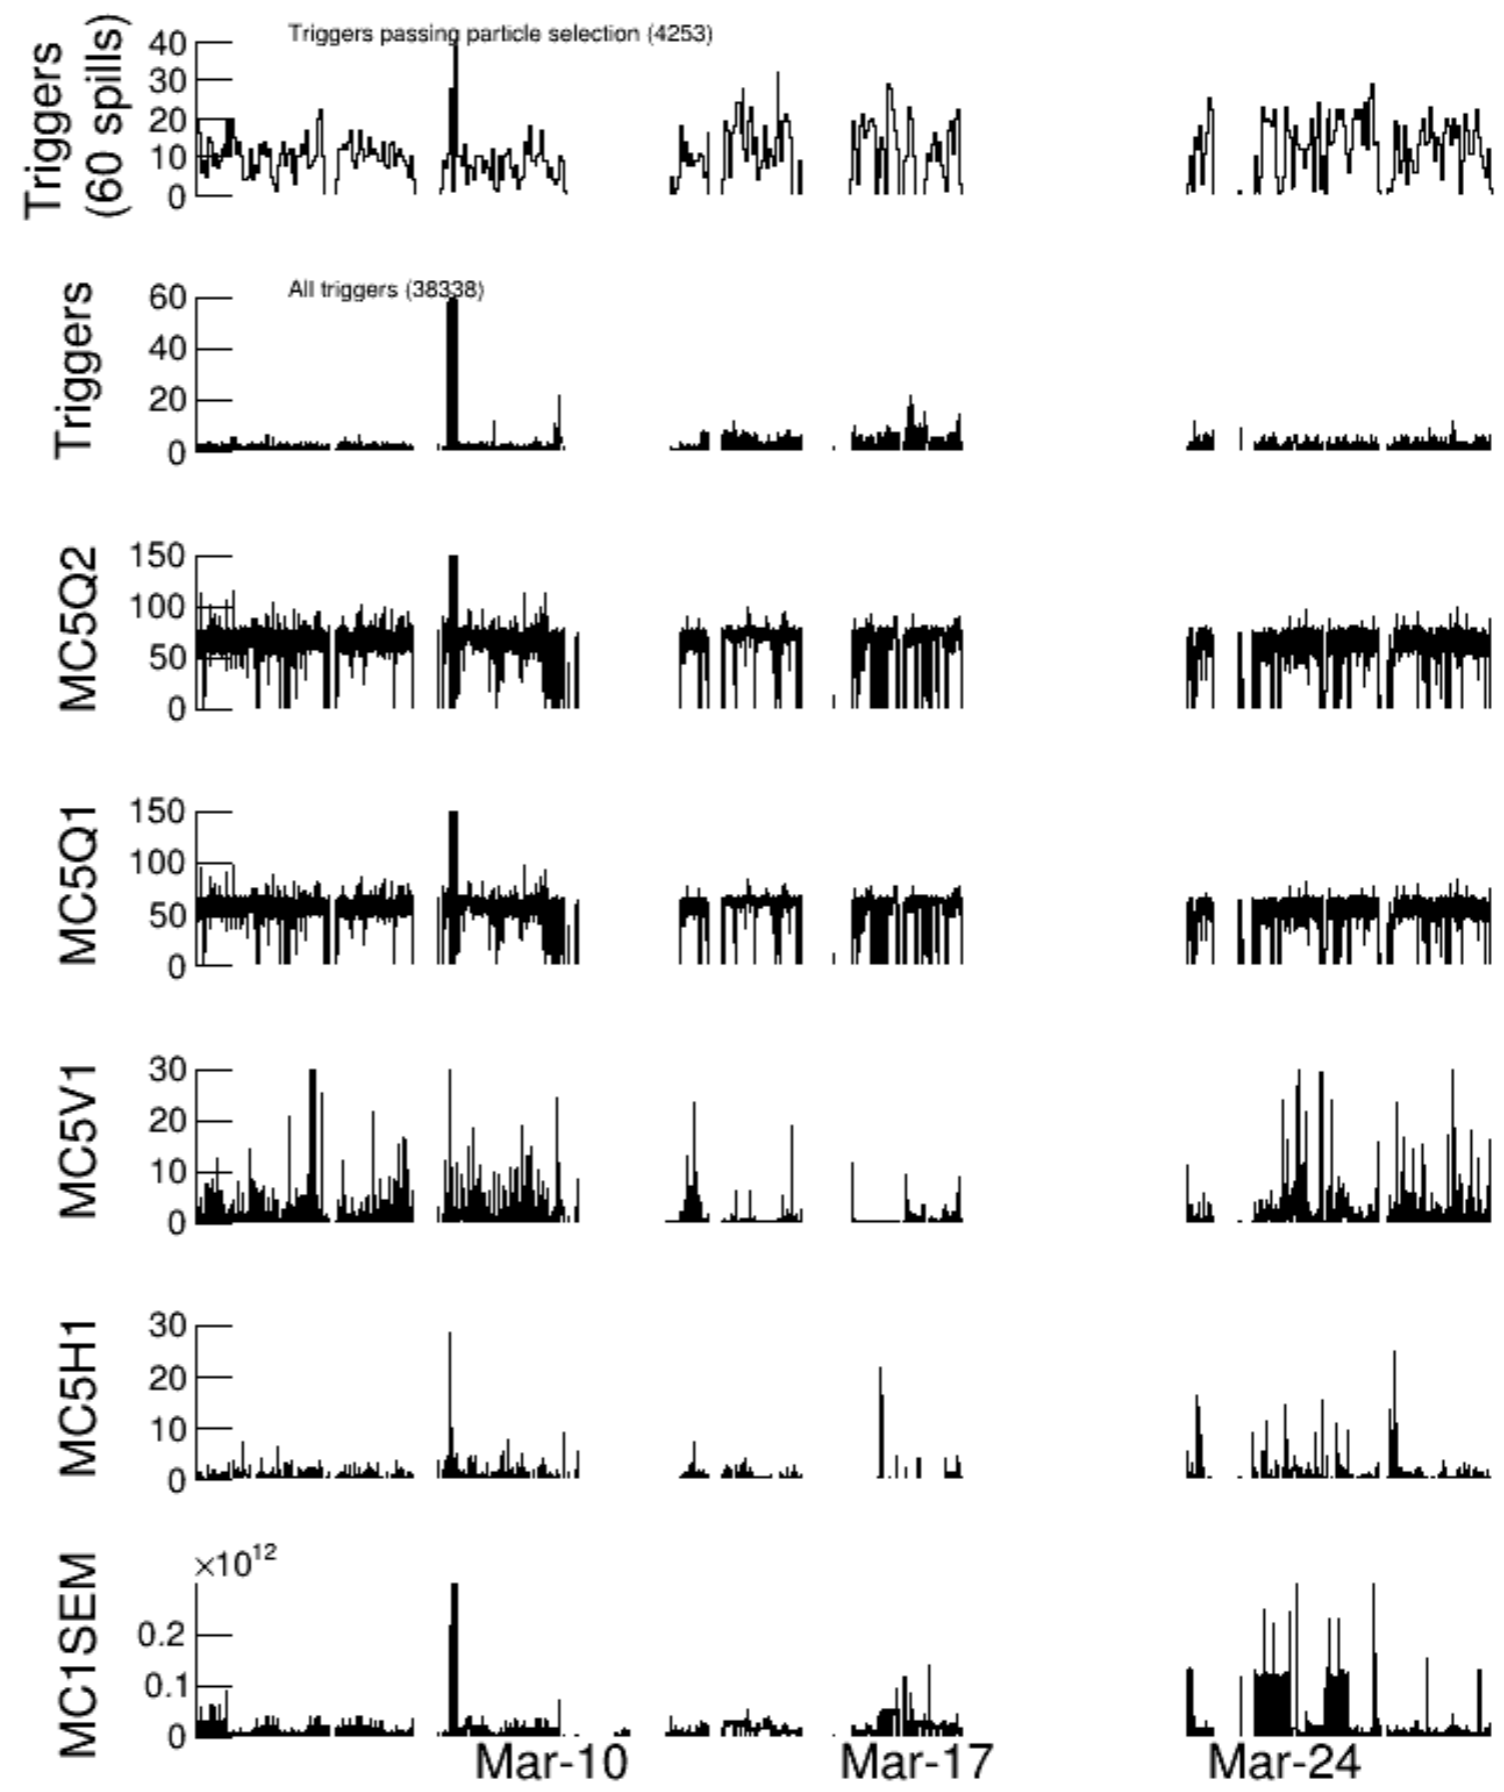 Triggers
(60 spills)
Triggers passing particle selection (4253)
40
30
20
10
0
Triggers
All triggers (38338)
60
40
20
0
MC5Q2
150
100
50
0
MC5Q1
150
100
50
0
MC5V1
30
20
10
0
MC5H1
30
20
10
0
MC1SEM
×10¹²
0.2
0.1
0
Mar-10 Mar-17 Mar-24